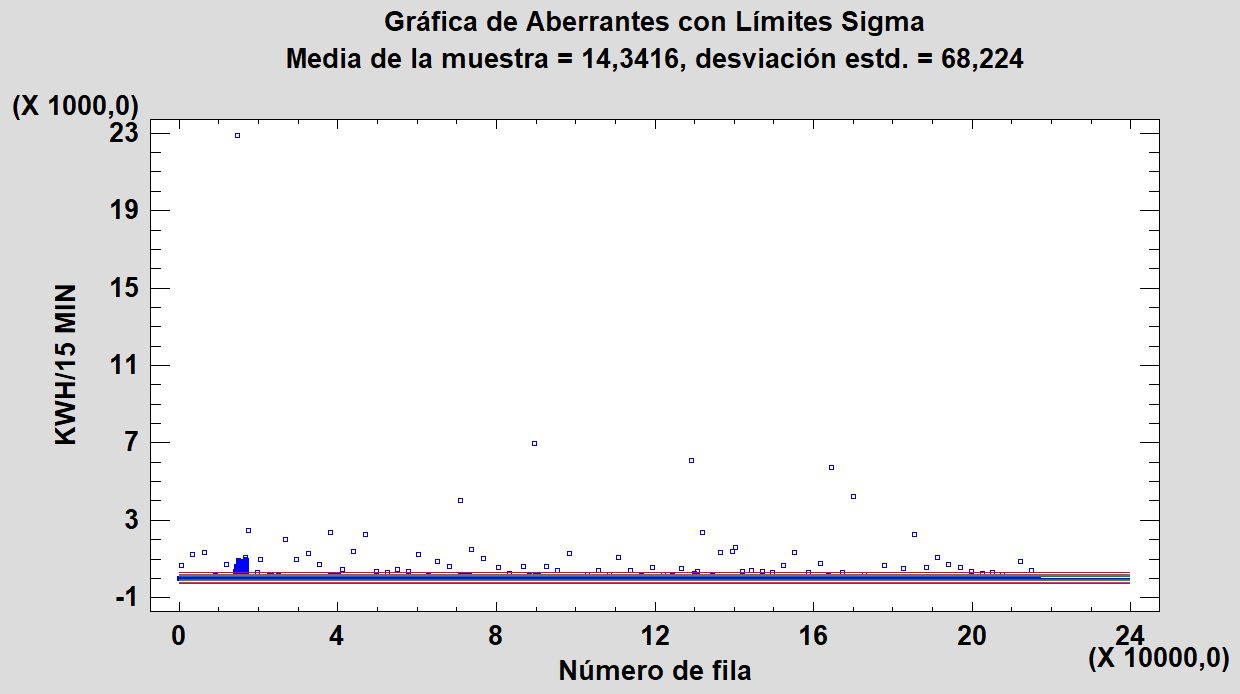 Gráfica de Aberrantes con Límites Sigma
Media de la muestra = 14,3416, desviación estd. = 68,224
(X 1000,0)
23
19
15
11
7
3
-1
KWH/15 MIN
0 4 8 12 16 20 24
(X 10000,0)
Número de fila